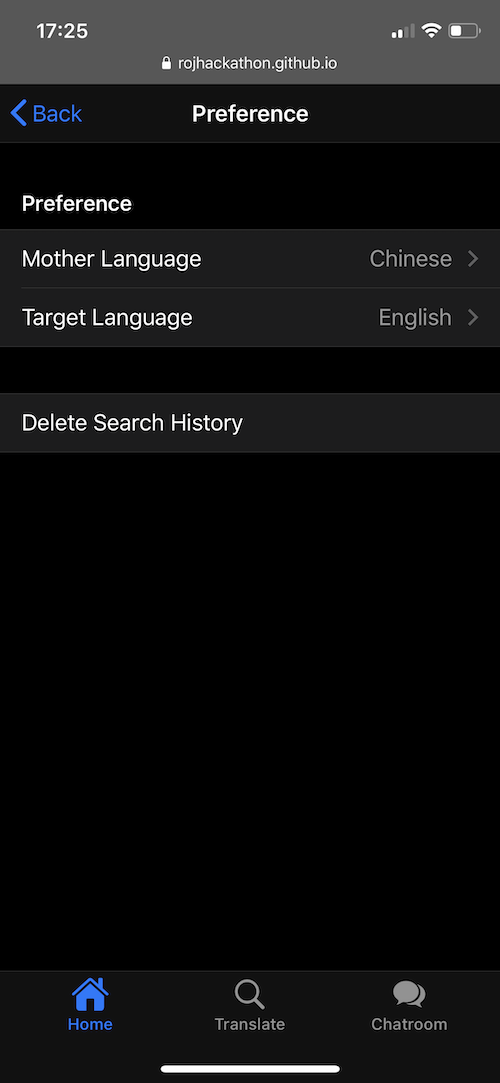 17:25
rojhackathon.github.io
Back Preference
Preference
Mother Language Chinese
Target Language English
Delete Search History
Home Translate Chatroom